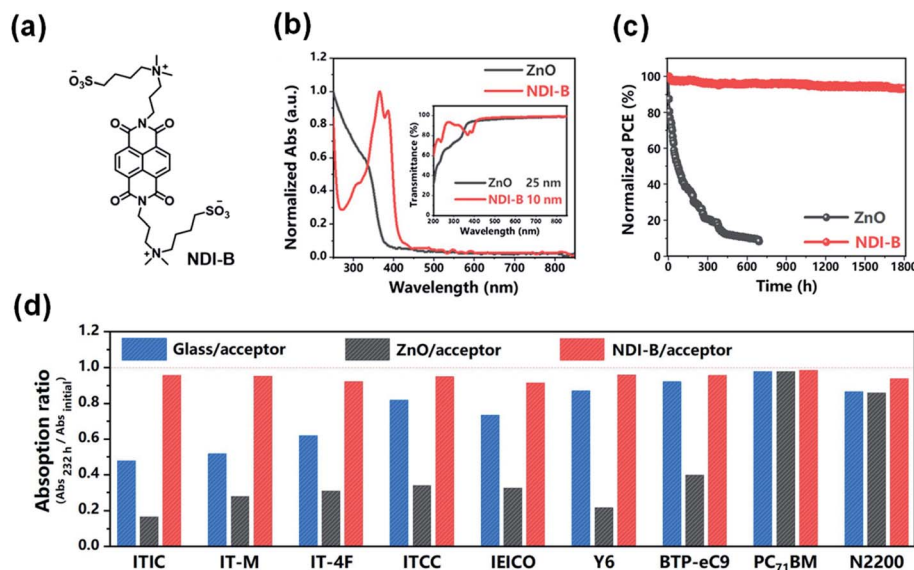 (a)
⁻SO₃
N⁺
O N O
O N O
SO₃⁻
N⁺
NDI-B
(b)
Normalized Abs (a.u.)
1.2
1.0
0.8
0.6
0.4
0.2
0.0
ZnO
NDI-B
Transmittance (%)
100
80
60
40
20
0
ZnO 25 nm
NDI-B 10 nm
200 300 400 500 600 700 800
Wavelength (nm)
300 400 500 600 700 800
Wavelength (nm)
(c)
Normalized PCE (%)
100
80
60
40
20
0
ZnO
NDI-B
0 300 600 900 1200 1500 1800
Time (h)
(d)
Absoption ratio
(Abs 232 h / Abs initial)
1.2
1.0
0.8
0.6
0.4
0.2
0.0
Glass/acceptor ZnO/acceptor NDI-B/acceptor
ITIC IT-M IT-4F ITCC IEICO Y6 BTP-eC9 PC₇₁BM N2200